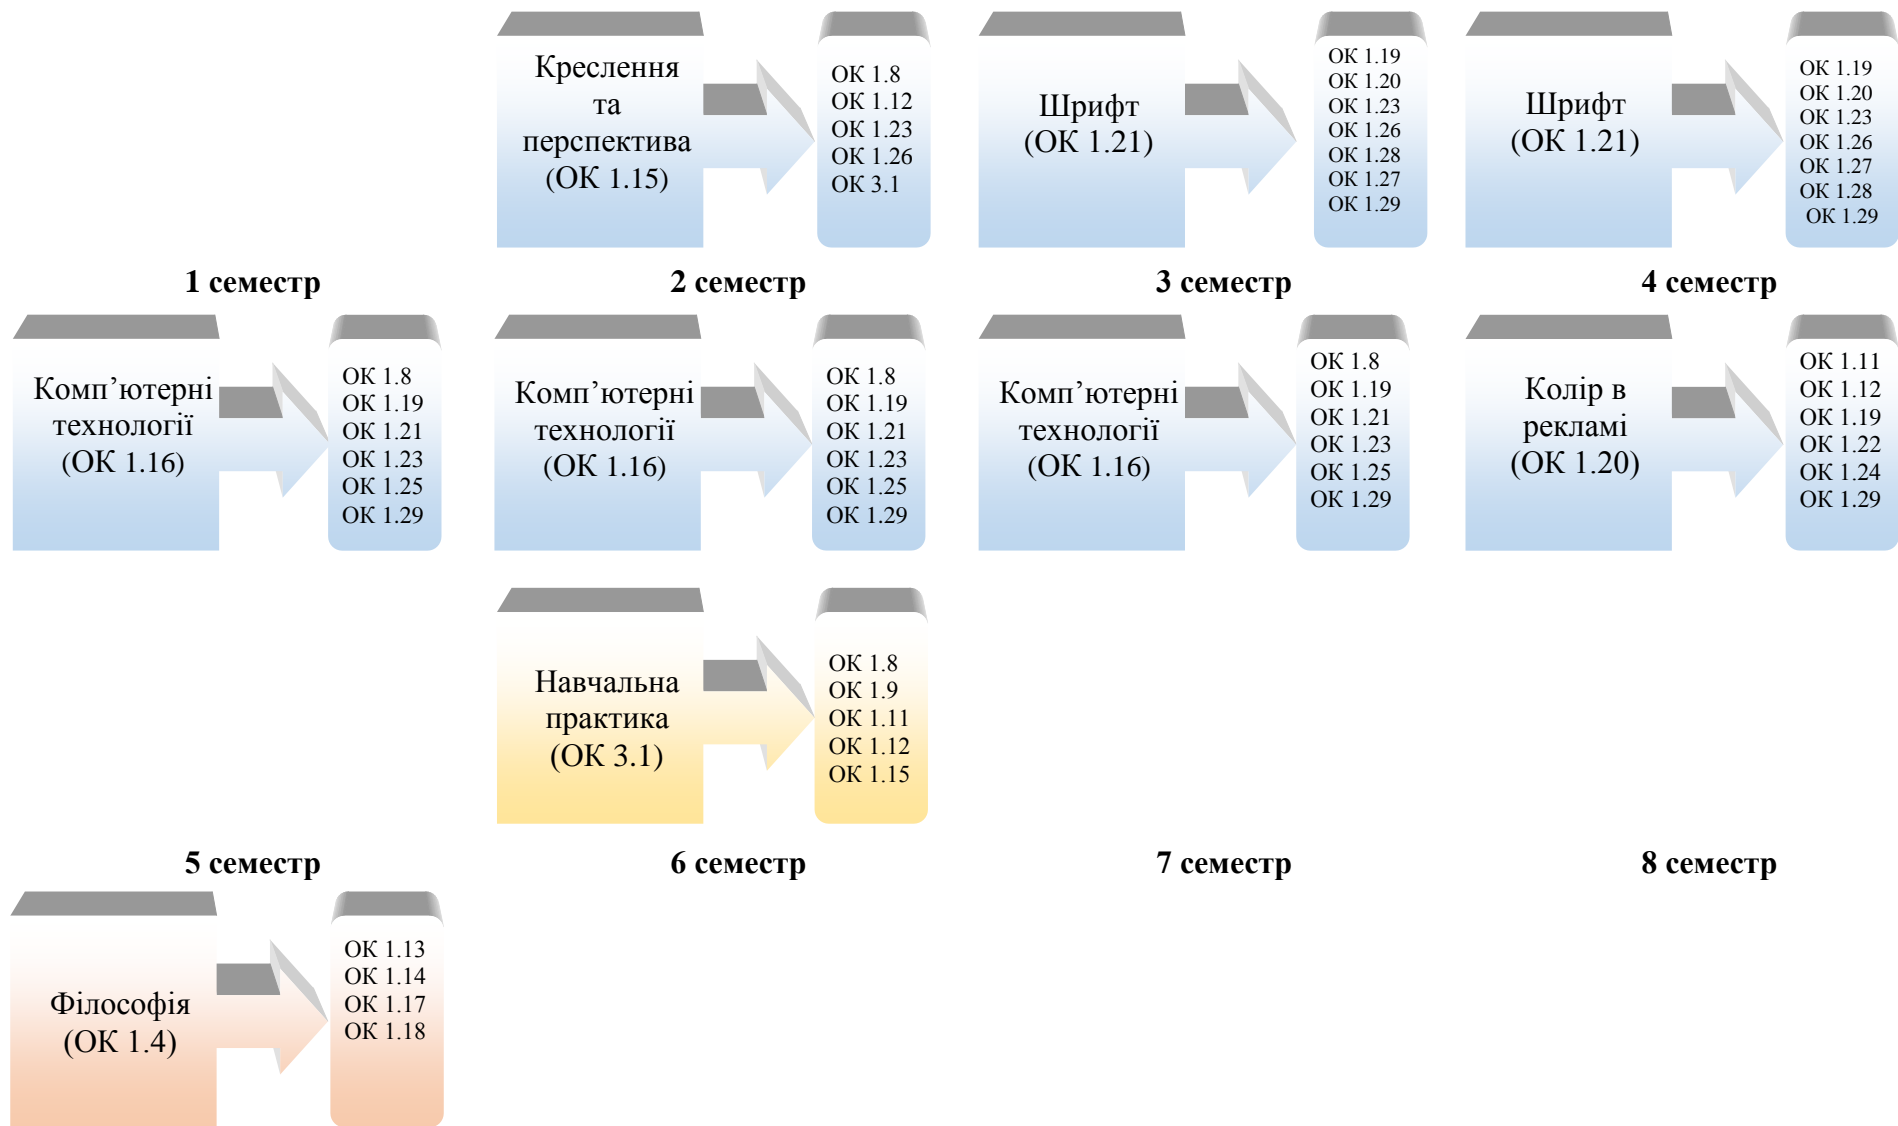 Креслення
та
перспектива
(ОК 1.15)
ОК 1.8
ОК 1.12
ОК 1.23
ОК 1.26
ОК 3.1
Шрифт
(ОК 1.21)
ОК 1.19
ОК 1.20
ОК 1.23
ОК 1.26
ОК 1.28
ОК 1.27
ОК 1.29
Шрифт
(ОК 1.21)
ОК 1.19
ОК 1.20
ОК 1.23
ОК 1.26
ОК 1.27
ОК 1.28
ОК 1.29
1 семестр
2 семестр
3 семестр
4 семестр
Комп’ютерні
технології
(ОК 1.16)
ОК 1.8
ОК 1.19
ОК 1.21
ОК 1.23
ОК 1.25
ОК 1.29
Комп’ютерні
технології
(ОК 1.16)
ОК 1.8
ОК 1.19
ОК 1.21
ОК 1.23
ОК 1.25
ОК 1.29
Комп’ютерні
технології
(ОК 1.16)
ОК 1.8
ОК 1.19
ОК 1.21
ОК 1.23
ОК 1.25
ОК 1.29
Колір в
рекламі
(ОК 1.20)
ОК 1.11
ОК 1.12
ОК 1.19
ОК 1.22
ОК 1.24
ОК 1.29
Навчальна
практика
(ОК 3.1)
ОК 1.8
ОК 1.9
ОК 1.11
ОК 1.12
ОК 1.15
5 семестр
6 семестр
7 семестр
8 семестр
Філософія
(ОК 1.4)
ОК 1.13
ОК 1.14
ОК 1.17
ОК 1.18